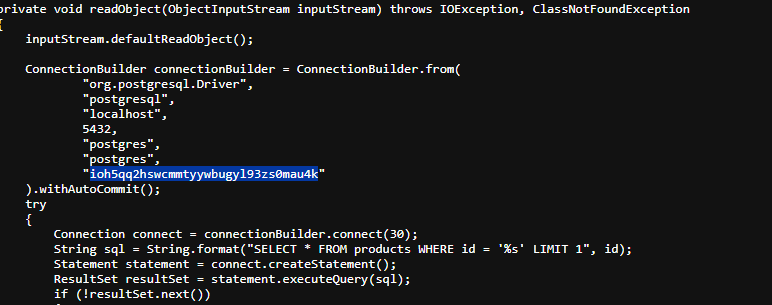 private void readObject(ObjectInputStream inputStream) throws IOException, ClassNotFoundException
{
inputStream.defaultReadObject();
ConnectionBuilder connectionBuilder = ConnectionBuilder.from(
"org.postgresql.Driver",
"postgresql",
"localhost",
5432,
"postgres",
"postgres",
"ioh5qq2hswcmmtyywbugyl93zs0mau4k"
).withAutoCommit();
try
{
Connection connect = connectionBuilder.connect(30);
String sql = String.format("SELECT * FROM products WHERE id = '%s' LIMIT 1", id);
Statement statement = connect.createStatement();
ResultSet resultSet = statement.executeQuery(sql);
if (!resultSet.next())